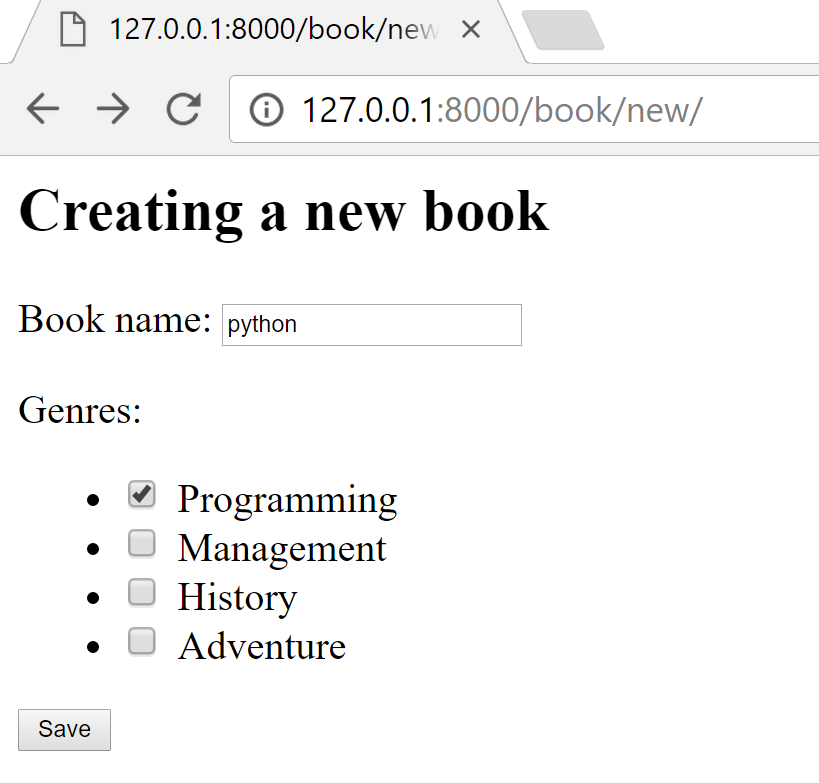 127.0.0.1:8000/book/new
127.0.0.1:8000/book/new/
Creating a new book
Book name: python
Genres:
Programming
Management
History
Adventure
Save